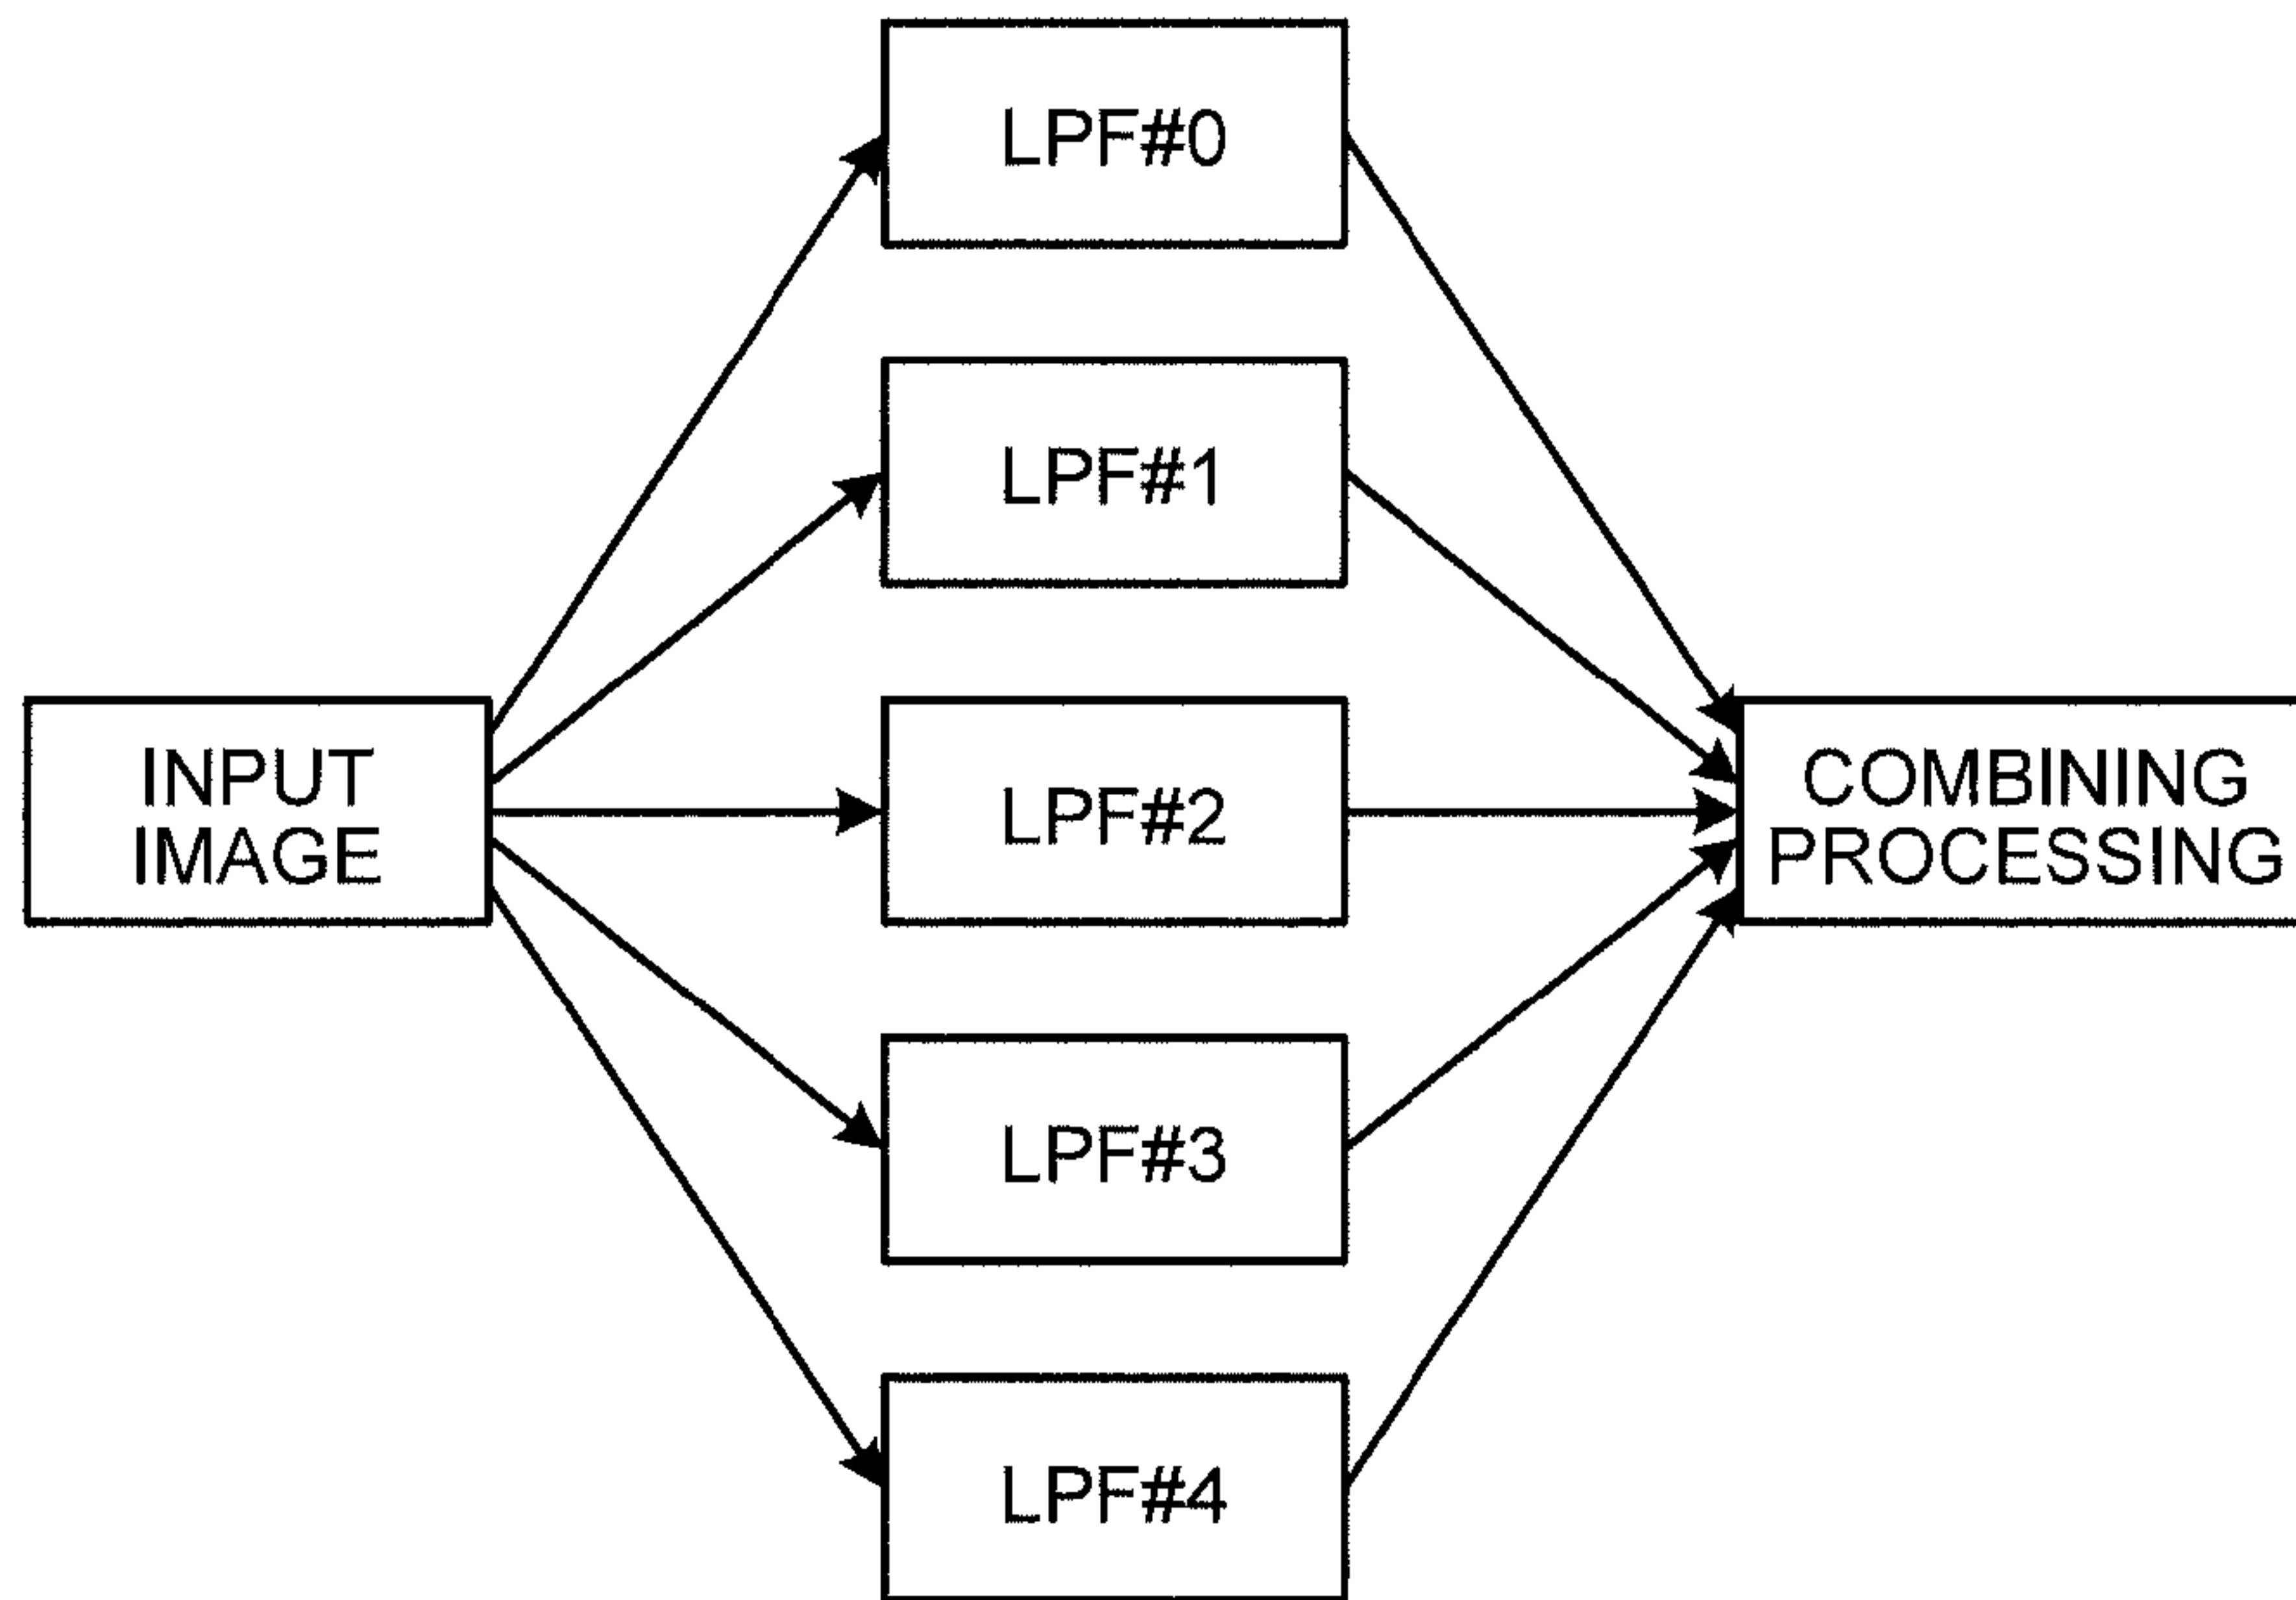 LPF#0
LPF#1
INPUT
IMAGE
LPF#2
COMBINING
PROCESSING
LPF#3
LPF#4